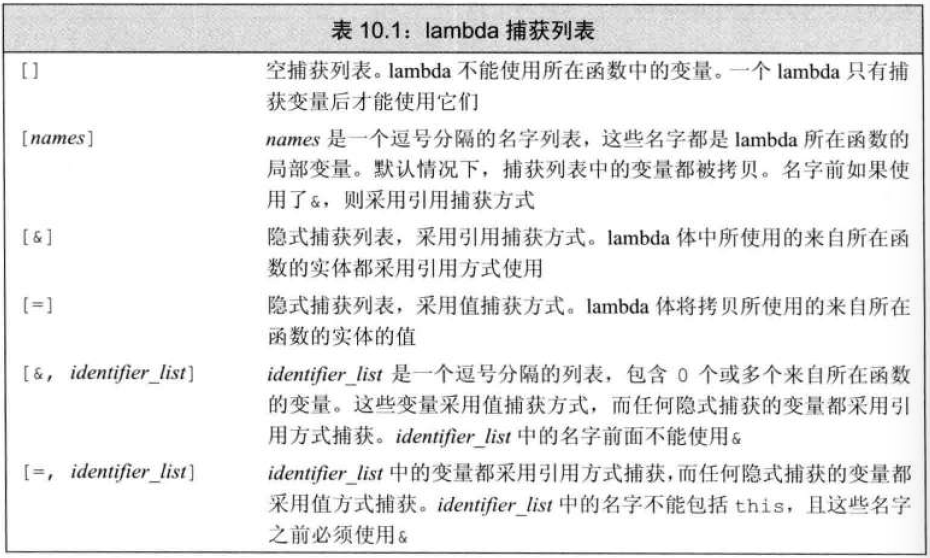 表 10.1：lambda 捕获列表
[] 空捕获列表。lambda 不能使用所在函数中的变量。一个 lambda 只有捕
获变量后才能使用它们
[names] names 是一个逗号分隔的名字列表，这些名字都是 lambda 所在函数的
局部变量。默认情况下，捕获列表中的变量都被拷贝。名字前如果使
用了&，则采用引用捕获方式
[&] 隐式捕获列表，采用引用捕获方式。lambda 体中所使用的来自所在函
数的实体都采用引用方式使用
[=] 隐式捕获列表，采用值捕获方式。lambda 体将拷贝所使用的来自所在
函数的实体的值
[&, identifier_list] identifier_list 是一个逗号分隔的列表，包含 0 个或多个来自所在函数
的变量。这些变量采用值捕获方式，而任何隐式捕获的变量都采用引
用方式捕获。identifier_list 中的名字前面不能使用&
[=, identifier_list] identifier_list 中的变量都采用引用方式捕获，而任何隐式捕获的变量都
采用值方式捕获。identifier_list 中的名字不能包括 this，且这些名字
之前必须使用&